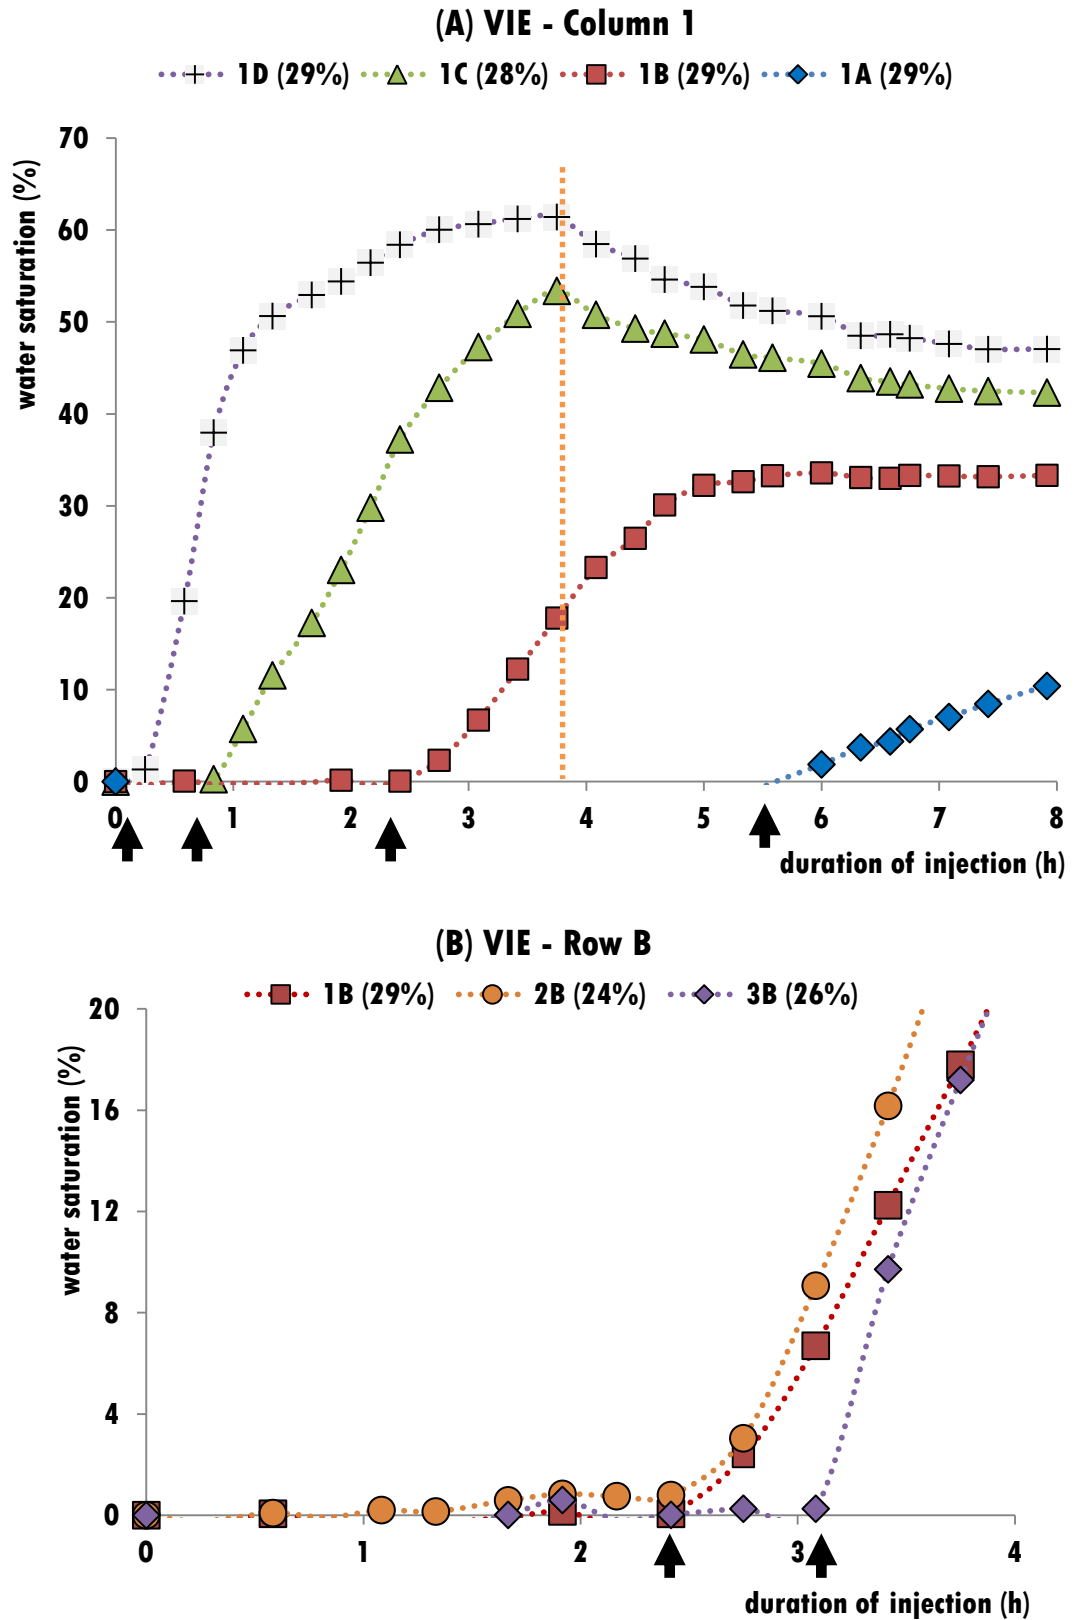 (A) VIE - Column 1
1D (29%) 1C (28%) 1B (29%) 1A (29%)
water saturation (%)
70
60
50
40
30
20
10
0
0 1 2 3 4 5 6 7 8
duration of injection (h)
(B) VIE - Row B
1B (29%) 2B (24%) 3B (26%)
water saturation (%)
20
16
12
8
4
0
0 1 2 3 4
duration of injection (h)